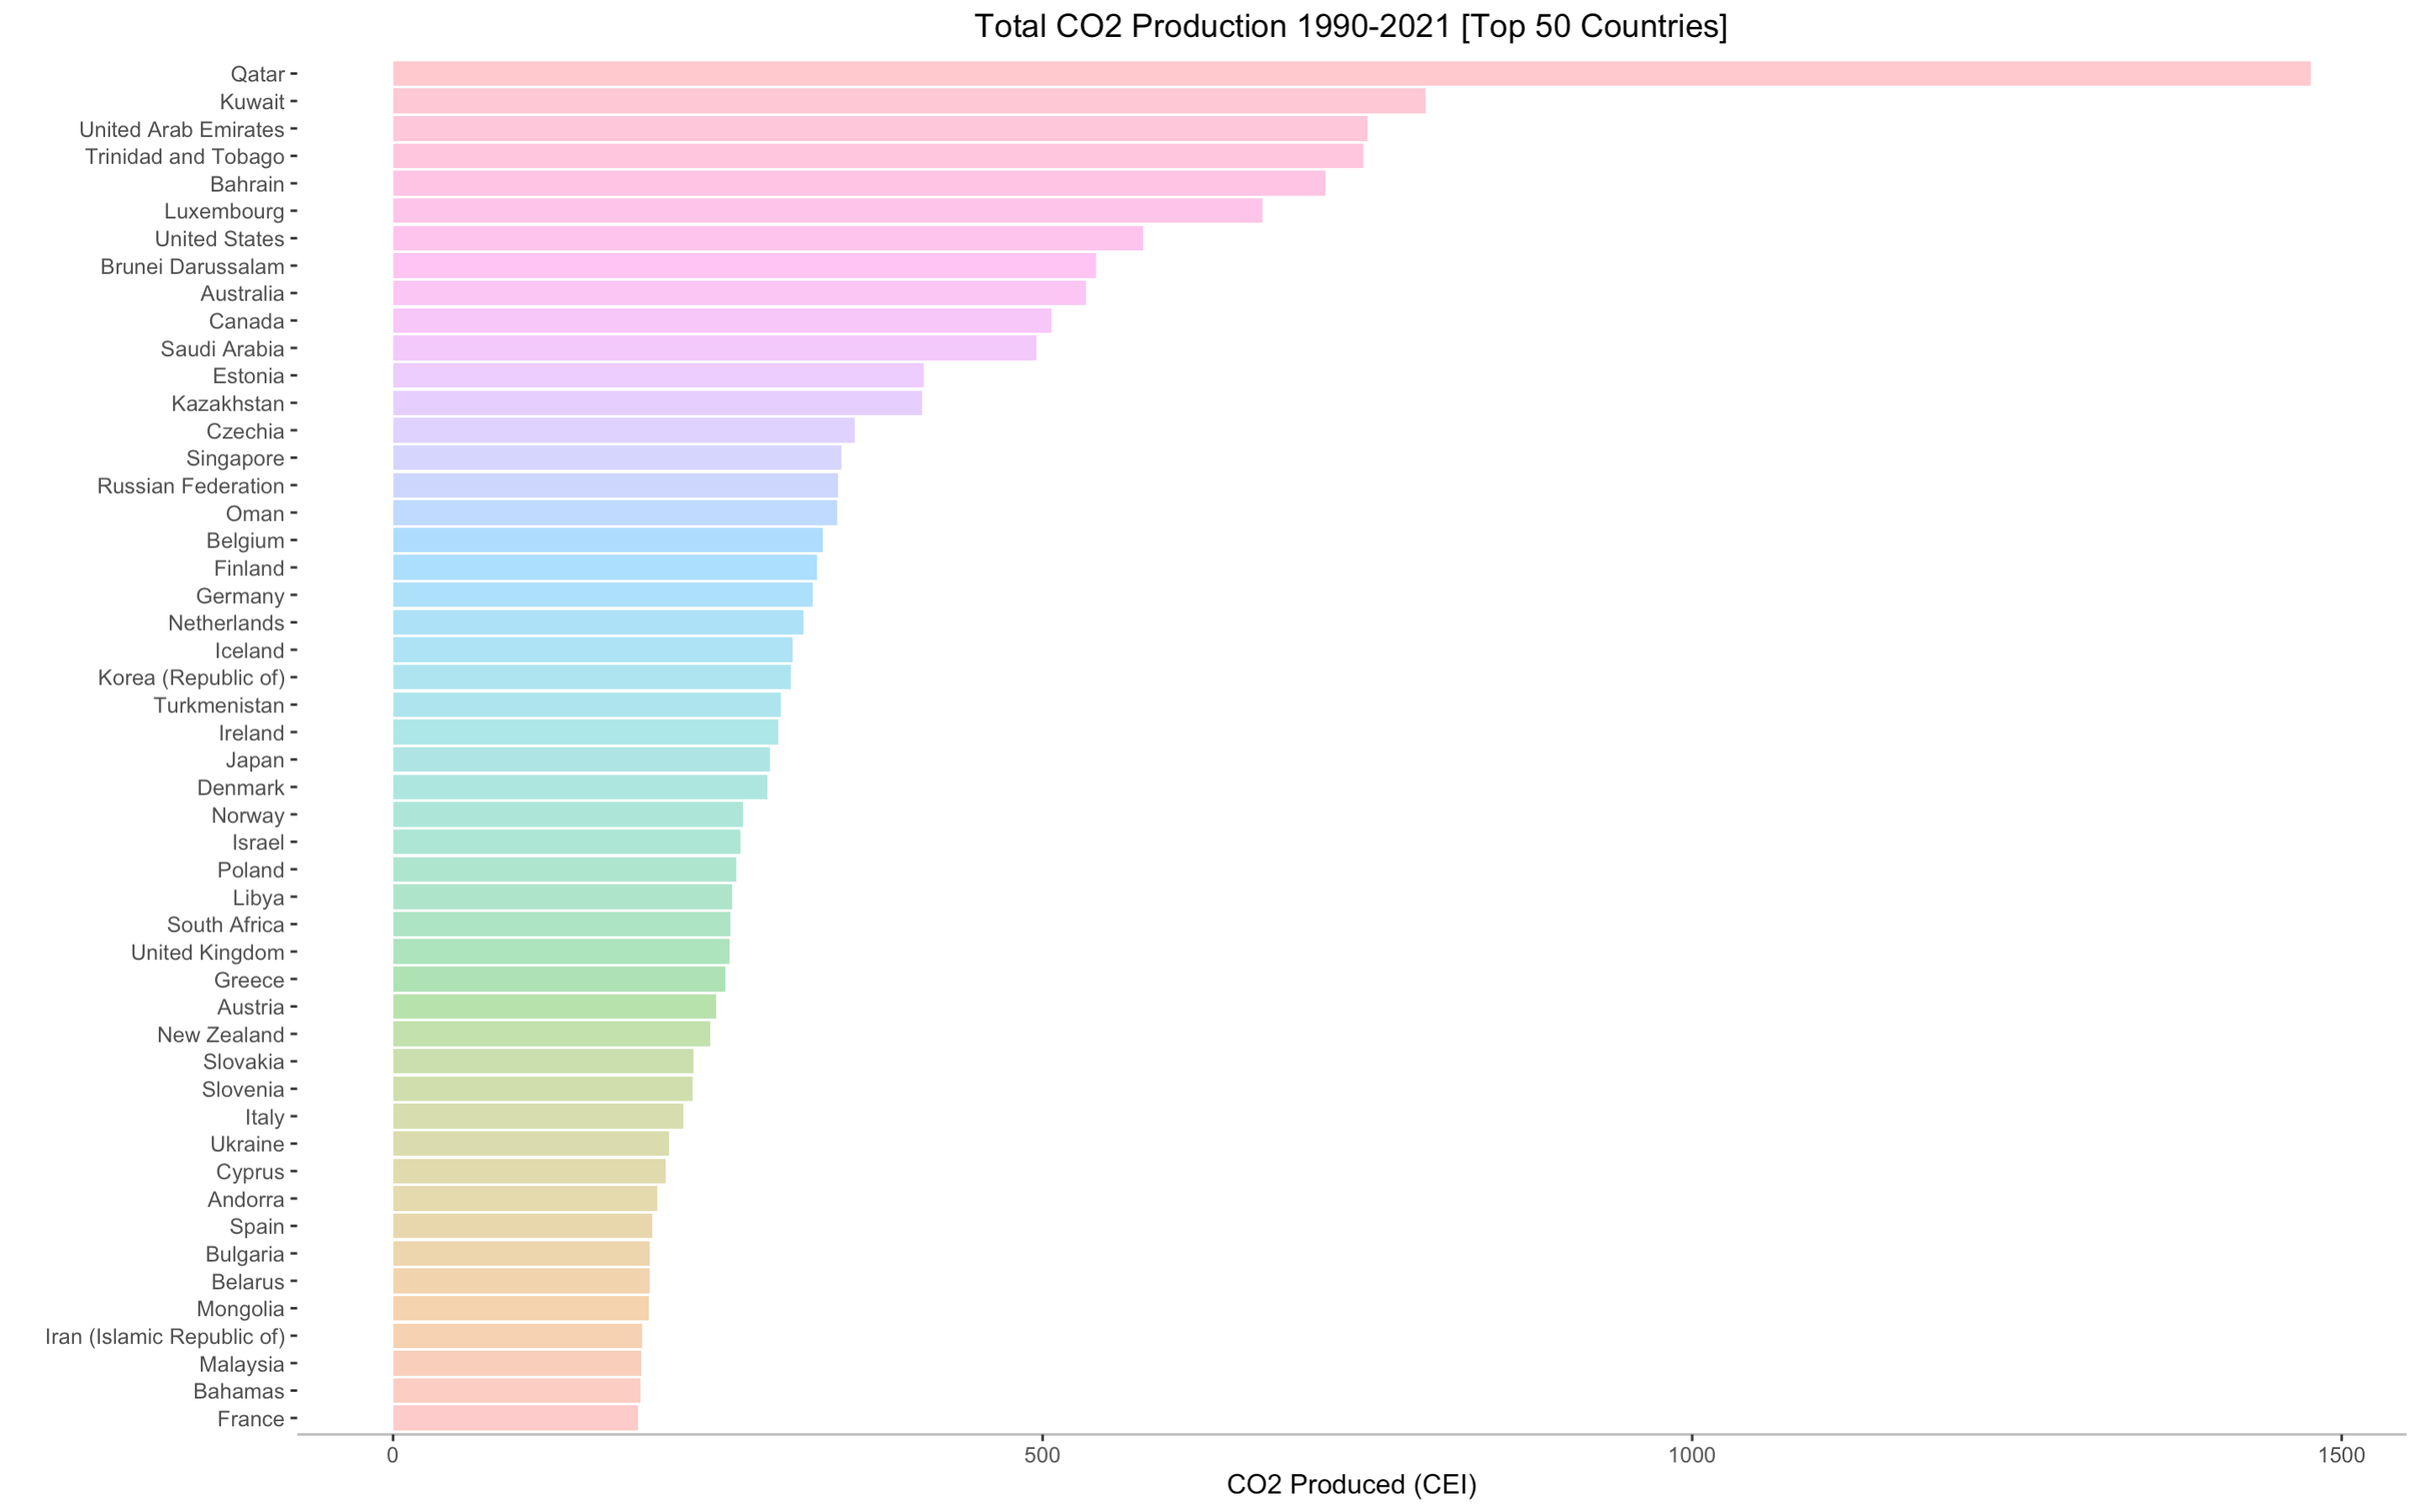 Total CO2 Production 1990-2021 [Top 50 Countries]
Qatar
Kuwait
United Arab Emirates
Trinidad and Tobago
Bahrain
Luxembourg
United States
Brunei Darussalam
Australia
Canada
Saudi Arabia
Estonia
Kazakhstan
Czechia
Singapore
Russian Federation
Oman
Belgium
Finland
Germany
Netherlands
Iceland
Korea (Republic of)
Turkmenistan
Ireland
Japan
Denmark
Norway
Israel
Poland
Libya
South Africa
United Kingdom
Greece
Austria
New Zealand
Slovakia
Slovenia
Italy
Ukraine
Cyprus
Andorra
Spain
Bulgaria
Belarus
Mongolia
Iran (Islamic Republic of)
Malaysia
Bahamas
France
0 500 1000 1500
CO2 Produced (CEI)